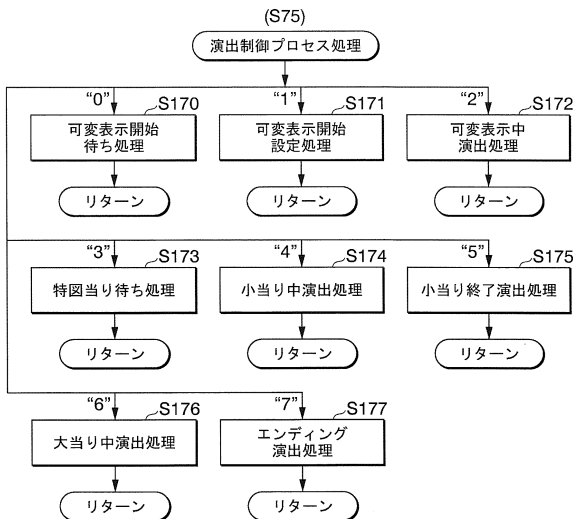 (S75)
演出制御プロセス処理
“0” S170
“1” S171
“2” S172
可変表示開始
待ち処理
可変表示開始
設定処理
可変表示中
演出処理
リターン
リターン
リターン
“3” S173
“4” S174
“5” S175
特図当り待ち処理
小当り中演出処理
小当り終了演出処理
リターン
リターン
リターン
“6” S176
“7” S177
大当り中演出処理
エンディング
演出処理
リターン
リターン